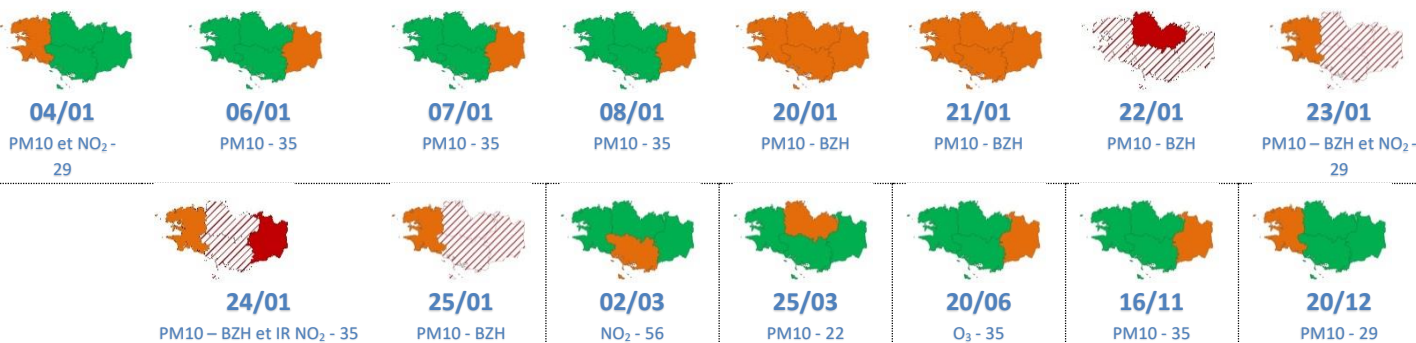 04/01
PM10 et NO₂ -
29
06/01
PM10 - 35
07/01
PM10 - 35
08/01
PM10 - 35
20/01
PM10 - BZH
21/01
PM10 - BZH
22/01
PM10 - BZH
23/01
PM10 – BZH et NO₂ -
29
24/01
PM10 – BZH et IR NO₂ - 35
25/01
PM10 - BZH
02/03
NO₂ - 56
25/03
PM10 - 22
20/06
O₃ - 35
16/11
PM10 - 35
20/12
PM10 - 29